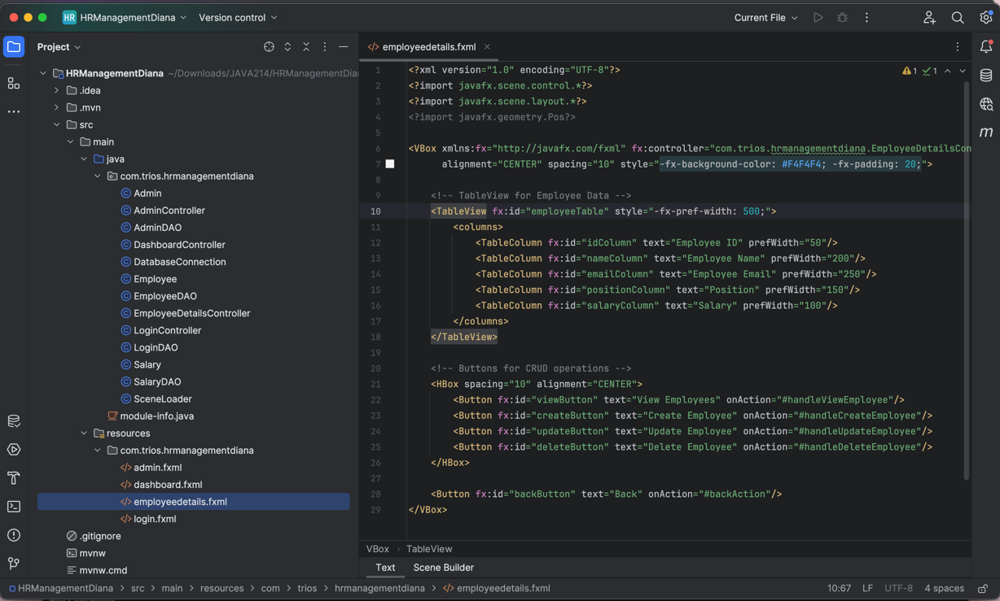 HR HRManagementDiana Version control Current File
Project
employeedetails.fxml
HRManagementDiana ~/Downloads/JAVA214/HRManagementDia
.idea
.mvn
src
main
java
com.trios.hrmanagementdiana
Admin
AdminController
AdminDAO
DashboardController
DatabaseConnection
Employee
EmployeeDAO
EmployeeDetailsController
LoginController
LoginDAO
Salary
SalaryDAO
SceneLoader
module-info.java
resources
com.trios.hrmanagementdiana
admin.fxml
dashboard.fxml
employeedetails.fxml
login.fxml
.gitignore
mvnw
mvnw.cmd
1 <?xml version="1.0" encoding="UTF-8"?>
2 <?import javafx.scene.control.*?>
3 <?import javafx.scene.layout.*?>
4 <?import javafx.geometry.Pos?>
5
6 <VBox xmlns:fx="http://javafx.com/fxml" fx:controller="com.trios.hrmanagementdiana.EmployeeDetailsCon
7 alignment="CENTER" spacing="10" style="-fx-background-color: #F4F4F4; -fx-padding: 20;">
8
9 <!-- TableView for Employee Data -->
10 <TableView fx:id="employeeTable" style="-fx-pref-width: 500;">
11 <columns>
12 <TableColumn fx:id="idColumn" text="Employee ID" prefWidth="50"/>
13 <TableColumn fx:id="nameColumn" text="Employee Name" prefWidth="200"/>
14 <TableColumn fx:id="emailColumn" text="Employee Email" prefWidth="250"/>
15 <TableColumn fx:id="positionColumn" text="Position" prefWidth="150"/>
16 <TableColumn fx:id="salaryColumn" text="Salary" prefWidth="100"/>
17 </columns>
18 </TableView>
19
20 <!-- Buttons for CRUD operations -->
21 <HBox spacing="10" alignment="CENTER">
22 <Button fx:id="viewButton" text="View Employees" onAction="#handleViewEmployee"/>
23 <Button fx:id="createButton" text="Create Employee" onAction="#handleCreateEmployee"/>
24 <Button fx:id="updateButton" text="Update Employee" onAction="#handleUpdateEmployee"/>
25 <Button fx:id="deleteButton" text="Delete Employee" onAction="#handleDeleteEmployee"/>
26 </HBox>
27
28 <Button fx:id="backButton" text="Back" onAction="#backAction"/>
29 </VBox>
1 1
m
VBox › TableView
Text Scene Builder
HRManagementDiana › src › main › resources › com › trios › hrmanagementdiana › employeedetails.fxml 10:67 LF UTF-8 4 spaces